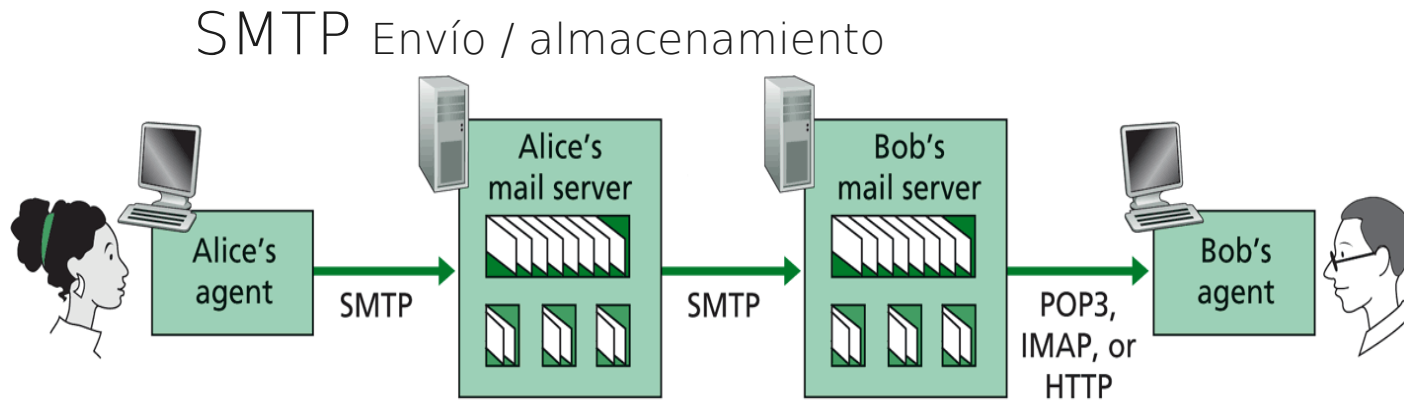 SMTP Envío / almacenamiento
Alice's
agent
SMTP
Alice's
mail server
SMTP
Bob's
mail server
POP3,
IMAP, or
HTTP
Bob's
agent